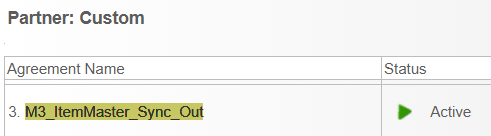 Partner: Custom
Agreement Name Status
3. M3_ItemMaster_Sync_Out Active